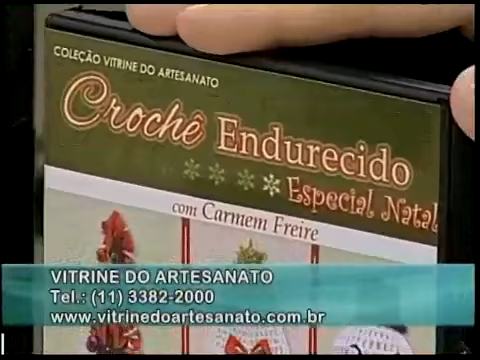 COLEÇÃO VITRINE DO ARTESANATO
Crochê Endurecido
Especial Natal
com Carmem Freire
VITRINE DO ARTESANATO
Tel.: (11) 3382-2000
www.vitrinedoartesanato.com.br